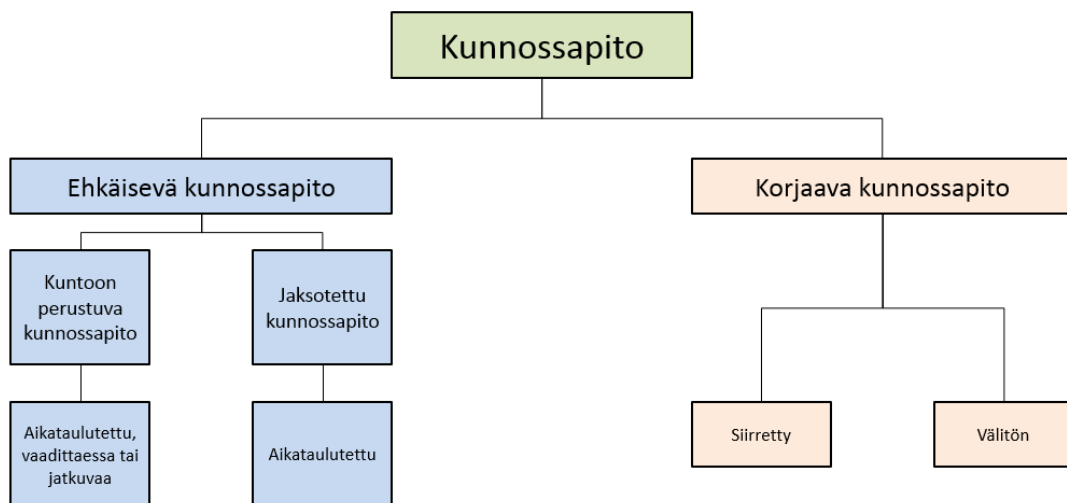 Kunnossapito
Ehkäisevä kunnossapito
Korjaava kunnossapito
Kuntoon
perustuva
kunnossapito
Jaksotettu
kunnossapito
Aikataulutettu,
vaadittaessa tai
jatkuvaa
Aikataulutettu
Siirretty
Välitön